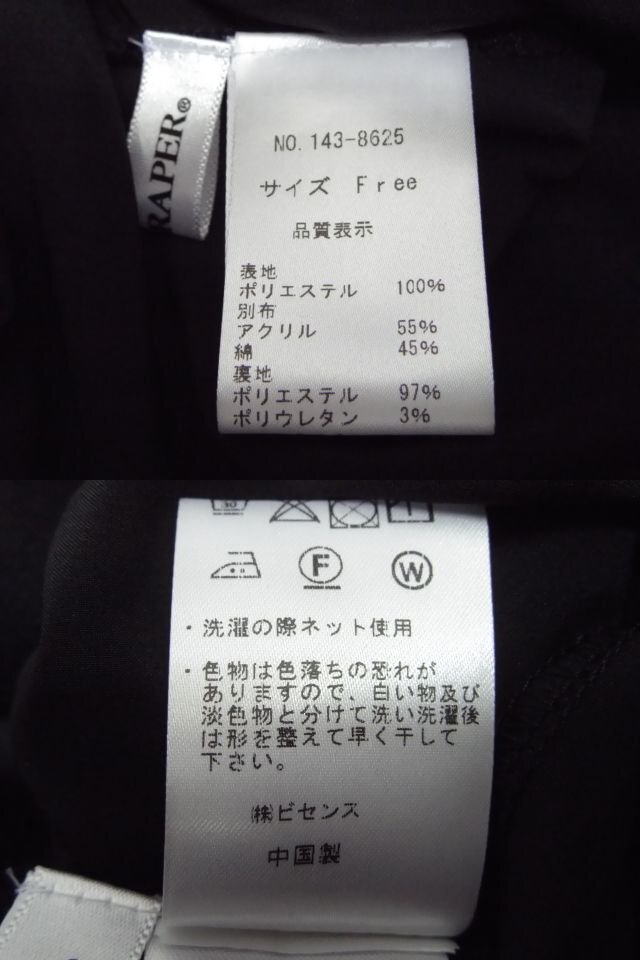 RAPER®
NO. 143-8625
サイズ Free
品質表示
表地
ポリエステル 100%
別布
アクリル 55%
綿 45%
裏地
ポリエステル 97%
ポリウレタン 3%
F
W
・洗濯の際ネット使用
・色物は色落ちの恐れが
ありますので、白い物及び
淡色物と分けて洗い洗濯後
は形を整えて早く干して
下さい。
㈱ビセンス
中国製